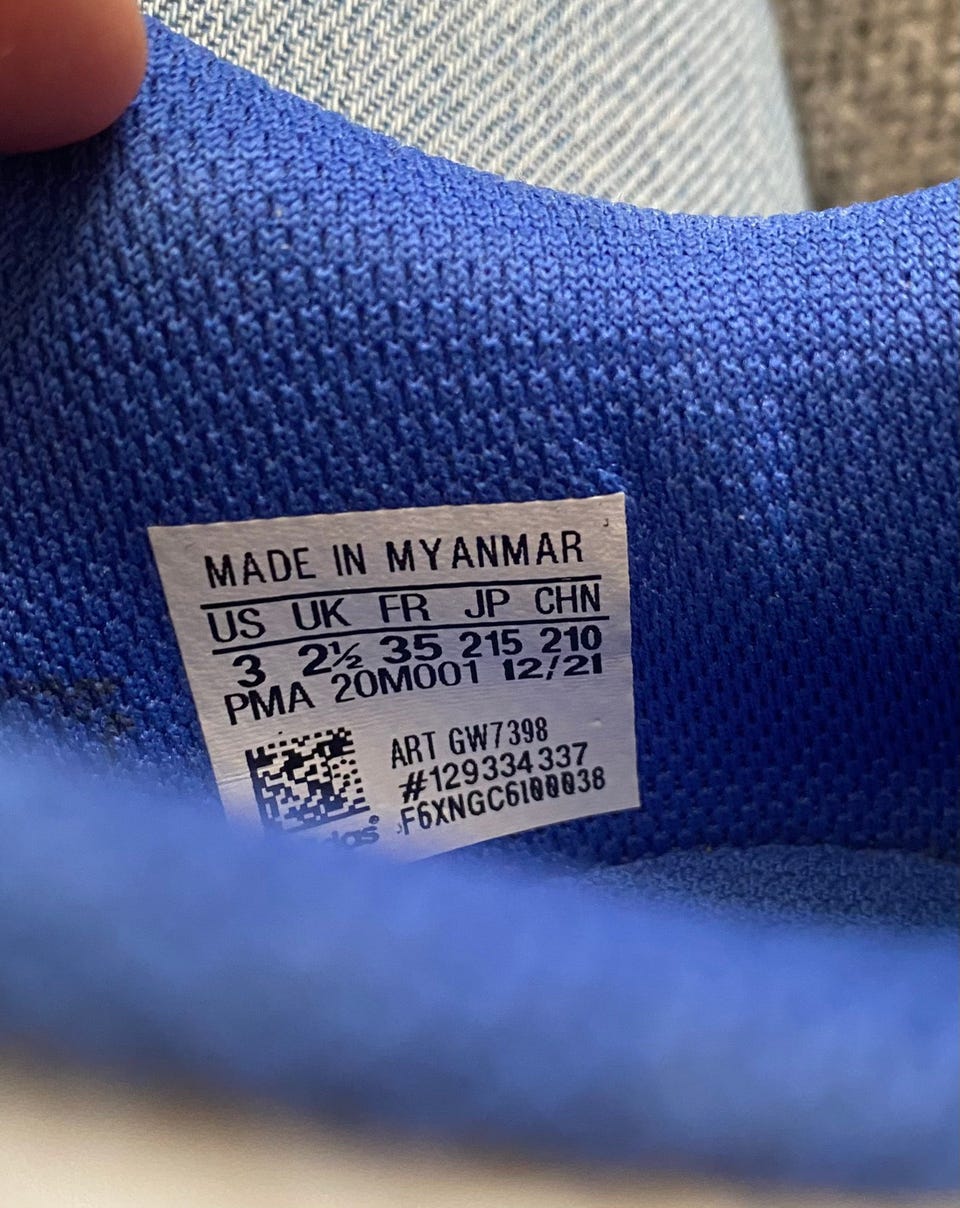 MADE IN MYANMAR
US UK FR JP CHN
3 2½ 35 215 210
PMA 20M001 12/21
ART GW7398
#129334337
F6XNGC6I00038